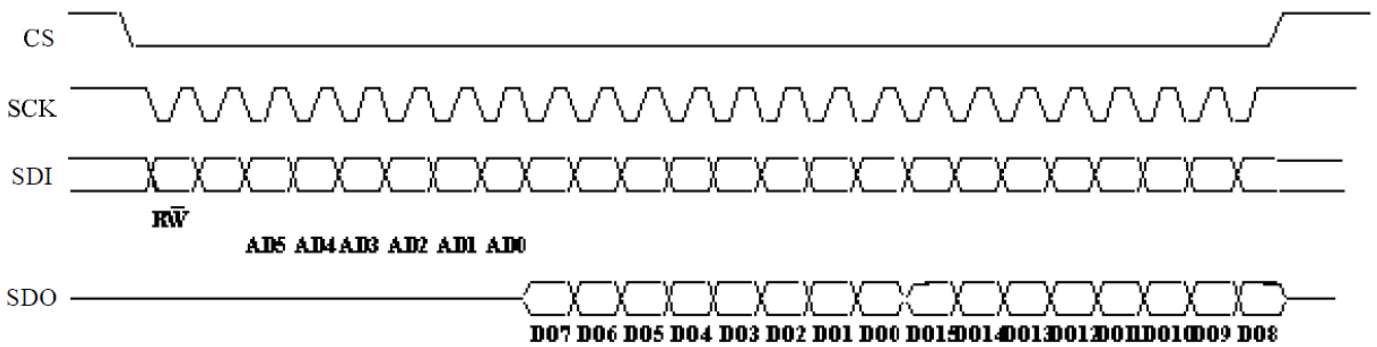 CS
SCK
SDI
RW̅
AD5 AD4 AD3 AD2 AD1 AD0
SDO
D07 D06 D05 D04 D03 D02 D01 D00 D015 D014 D013 D012 D011 D010 D09 D08